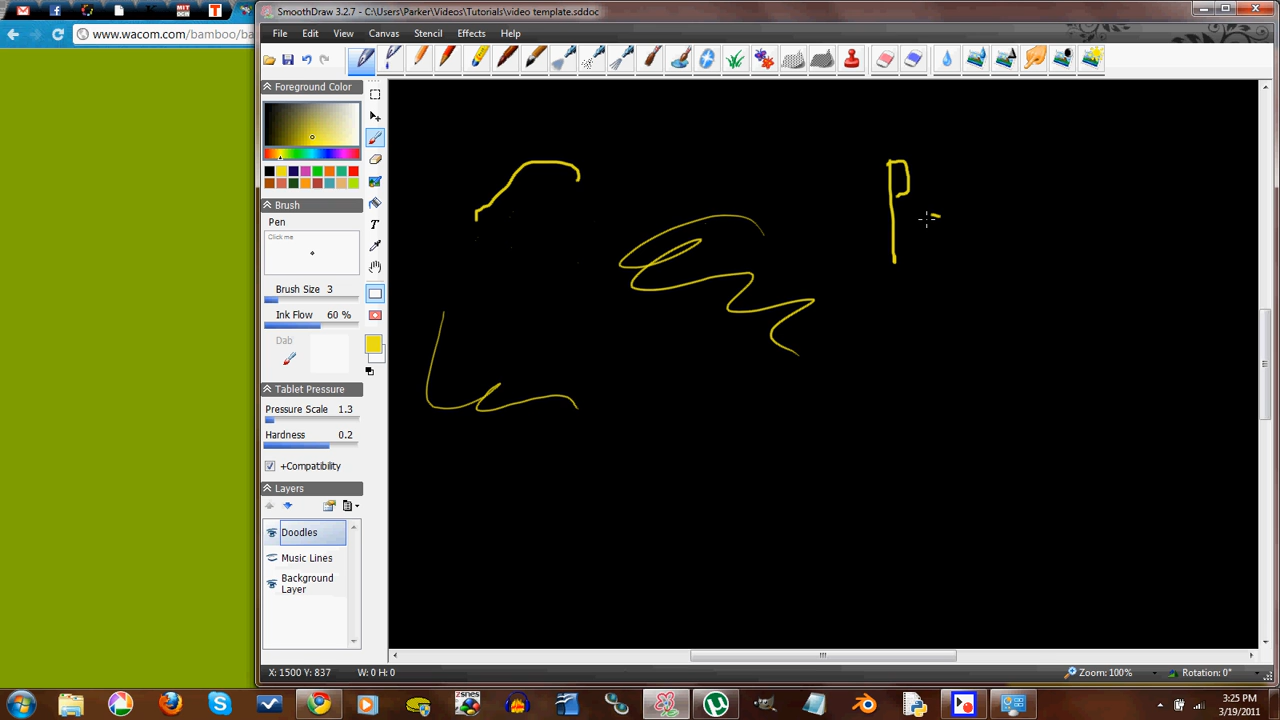 SmoothDraw 3.2.7 - C:\Users\Parker\Videos\Tutorials\video template.sddoc
www.wacom.com/bamboo/ba
File Edit View Canvas Stencil Effects Help
Foreground Color
Brush
Pen
Click me
Brush Size 3
Ink Flow 60 %
Dab
Tablet Pressure
Pressure Scale 1.3
Hardness 0.2
+Compatibility
Layers
Doodles
Music Lines
Background
Layer
P
X: 1500 Y: 837 W: 0 H: 0 Zoom: 100% Rotation: 0°
3:25 PM
3/19/2011